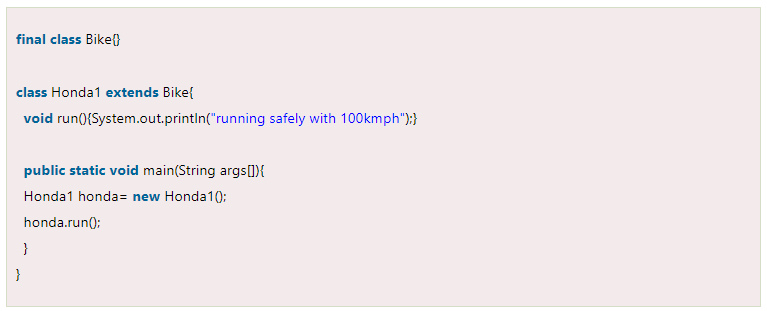 final class Bike{}
class Honda1 extends Bike{
void run(){System.out.println("running safely with 100kmph");}
public static void main(String args[]){
Honda1 honda= new Honda1();
honda.run();
}
}